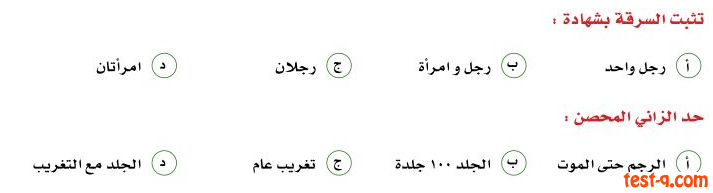 تثبت السرقة بشهادة :
أ رجل واحد ب رجل و امرأة ج رجلان د امرأتان
حد الزاني المحصن :
أ الرجم حتى الموت ب الجلد ١٠٠ جلدة ج تغريب عام د الجلد مع التغريب
test-q.com